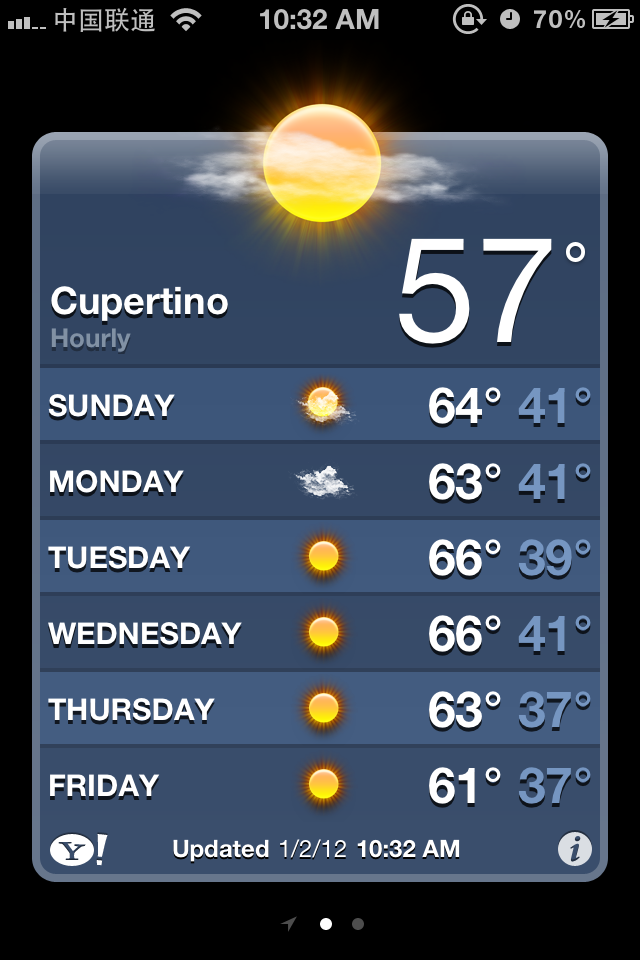 中国联通 10:32 AM 70%
57°
Cupertino
Hourly
SUNDAY 64° 41°
MONDAY 63° 41°
TUESDAY 66° 39°
WEDNESDAY 66° 41°
THURSDAY 63° 37°
FRIDAY 61° 37°
Y! Updated 1/2/12 10:32 AM i